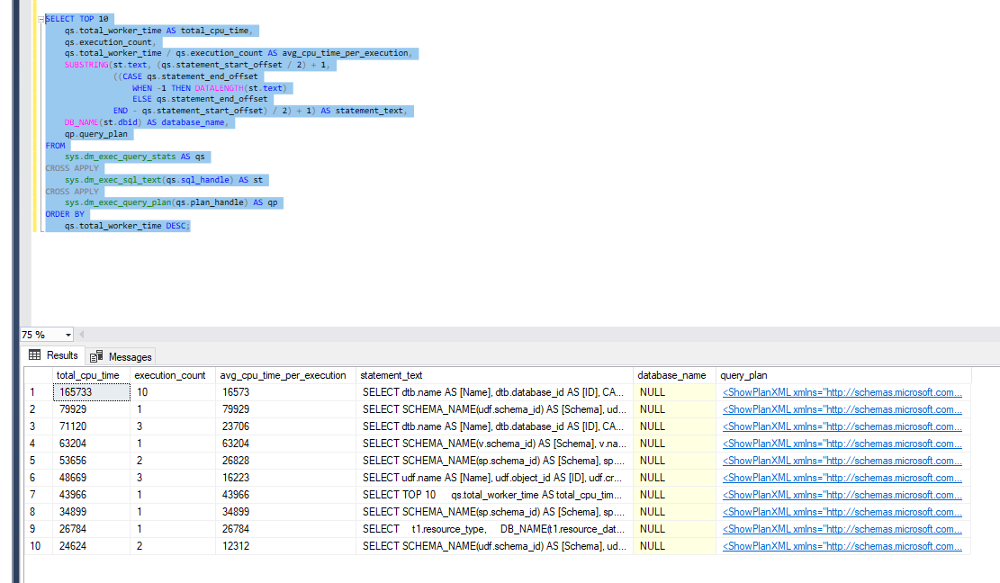 SELECT TOP 10
qs.total_worker_time AS total_cpu_time,
qs.execution_count,
qs.total_worker_time / qs.execution_count AS avg_cpu_time_per_execution,
SUBSTRING(st.text, (qs.statement_start_offset / 2) + 1,
((CASE qs.statement_end_offset
WHEN -1 THEN DATALENGTH(st.text)
ELSE qs.statement_end_offset
END - qs.statement_start_offset) / 2) + 1) AS statement_text,
DB_NAME(st.dbid) AS database_name,
qp.query_plan
FROM
sys.dm_exec_query_stats AS qs
CROSS APPLY
sys.dm_exec_sql_text(qs.sql_handle) AS st
CROSS APPLY
sys.dm_exec_query_plan(qs.plan_handle) AS qp
ORDER BY
qs.total_worker_time DESC;
75 %
Results Messages
total_cpu_time execution_count avg_cpu_time_per_execution statement_text database_name query_plan
1 165733 10 16573 SELECT dtb.name AS [Name], dtb.database_id AS [ID], CA... NULL <ShowPlanXML xmlns="http://schemas.microsoft.com...
2 79929 1 79929 SELECT SCHEMA_NAME(udf.schema_id) AS [Schema], ud... NULL <ShowPlanXML xmlns="http://schemas.microsoft.com...
3 71120 3 23706 SELECT dtb.name AS [Name], dtb.database_id AS [ID], CA... NULL <ShowPlanXML xmlns="http://schemas.microsoft.com...
4 63204 1 63204 SELECT SCHEMA_NAME(v.schema_id) AS [Schema], v.na... NULL <ShowPlanXML xmlns="http://schemas.microsoft.com...
5 53656 2 26828 SELECT SCHEMA_NAME(sp.schema_id) AS [Schema], sp.... NULL <ShowPlanXML xmlns="http://schemas.microsoft.com...
6 48669 3 16223 SELECT udf.name AS [Name], udf.object_id AS [ID], udf.cr... NULL <ShowPlanXML xmlns="http://schemas.microsoft.com...
7 43966 1 43966 SELECT TOP 10 qs.total_worker_time AS total_cpu_tim... NULL <ShowPlanXML xmlns="http://schemas.microsoft.com...
8 34899 1 34899 SELECT SCHEMA_NAME(sp.schema_id) AS [Schema], sp.... NULL <ShowPlanXML xmlns="http://schemas.microsoft.com...
9 26784 1 26784 SELECT t1.resource_type, DB_NAME(t1.resource_dat... NULL <ShowPlanXML xmlns="http://schemas.microsoft.com...
10 24624 2 12312 SELECT SCHEMA_NAME(udf.schema_id) AS [Schema], ud... NULL <ShowPlanXML xmlns="http://schemas.microsoft.com...